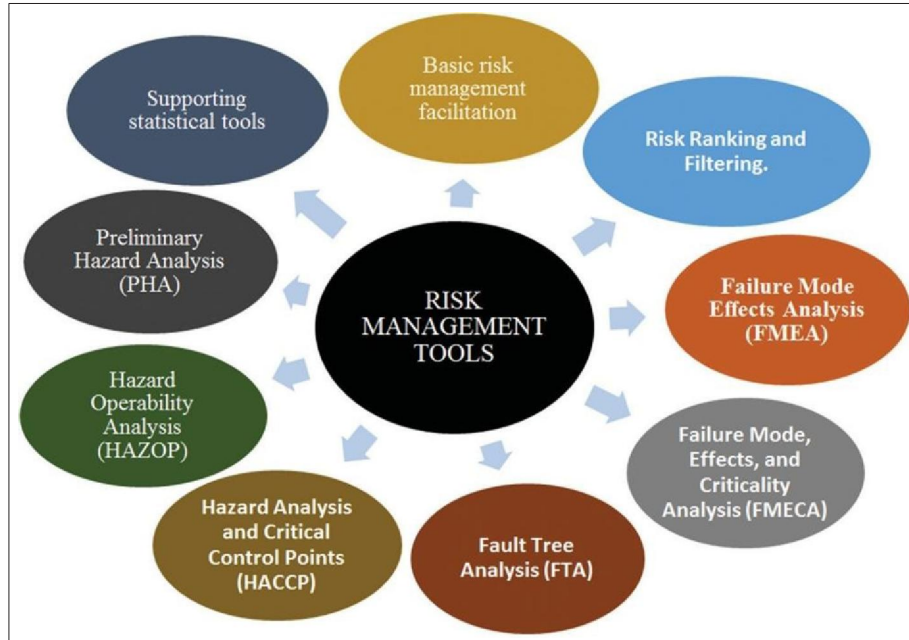 Basic risk
management
facilitation
Supporting
statistical tools
Risk Ranking and
Filtering.
Preliminary
Hazard Analysis
(PHA)
RISK
MANAGEMENT
TOOLS
Failure Mode
Effects Analysis
(FMEA)
Hazard
Operability
Analysis
(HAZOP)
Failure Mode,
Effects, and
Criticality
Analysis (FMECA)
Hazard Analysis
and Critical
Control Points
(HACCP)
Fault Tree
Analysis (FTA)